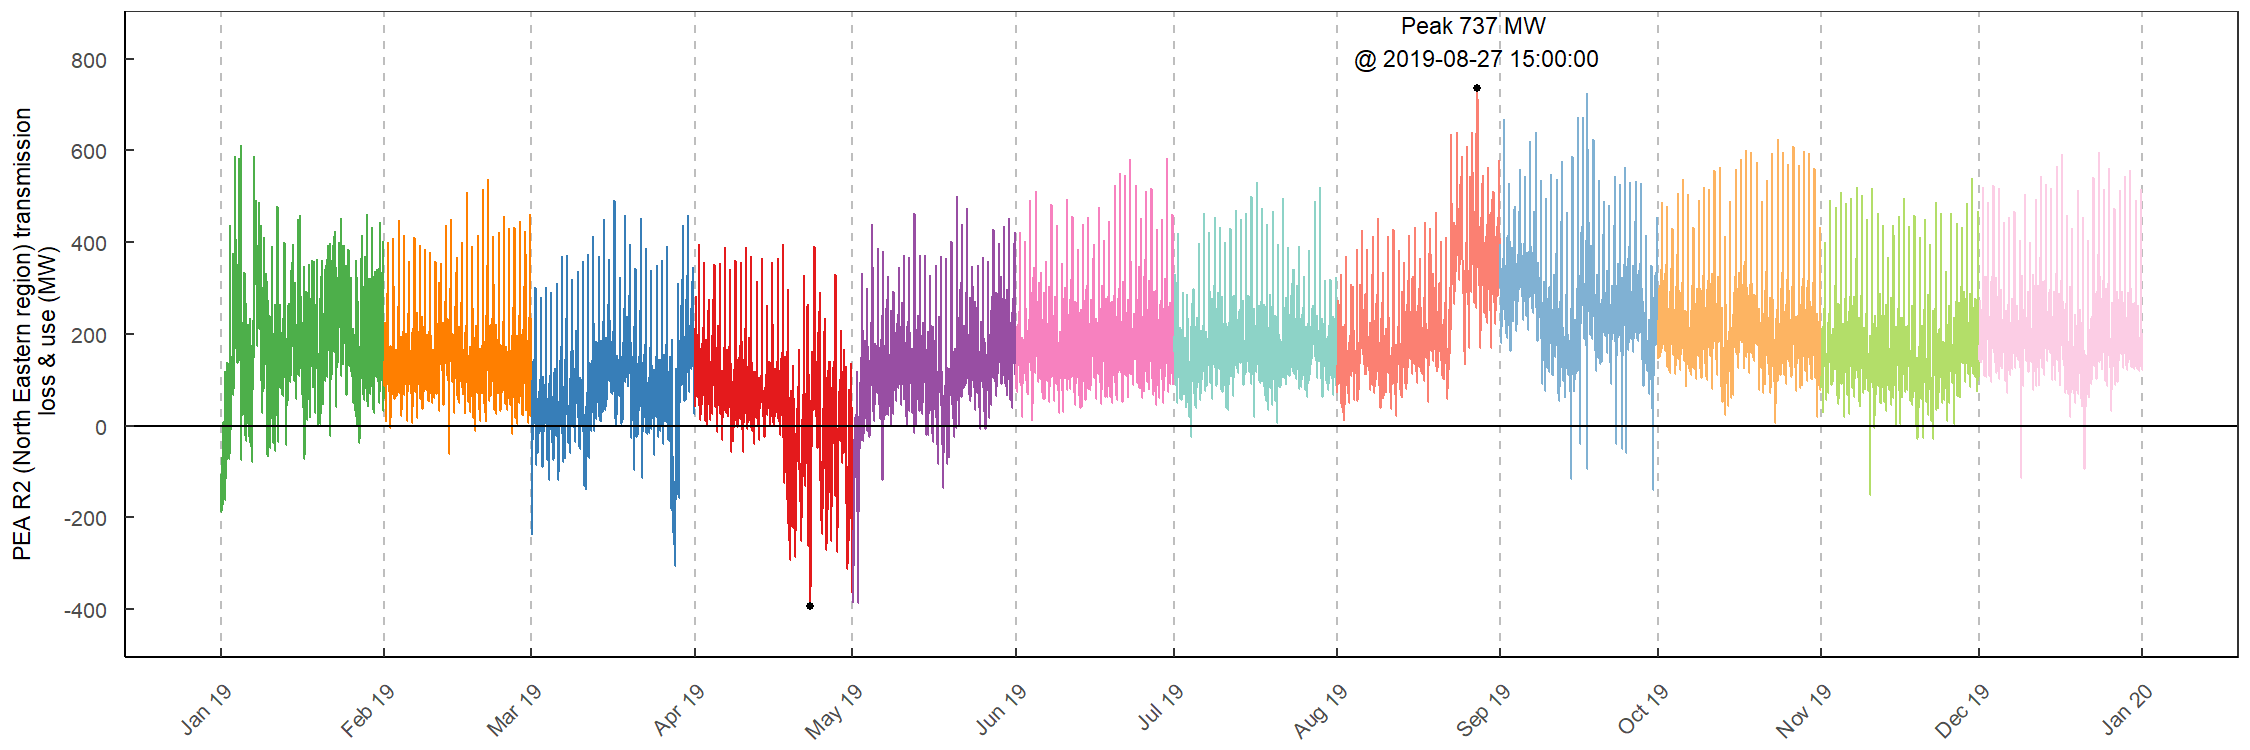 Peak 737 MW
@ 2019-08-27 15:00:00
PEA R2 (North Eastern region) transmission
loss & use (MW)
800
600
400
200
0
-200
-400
Jan 19
Feb 19
Mar 19
Apr 19
May 19
Jun 19
Jul 19
Aug 19
Sep 19
Oct 19
Nov 19
Dec 19
Jan 20